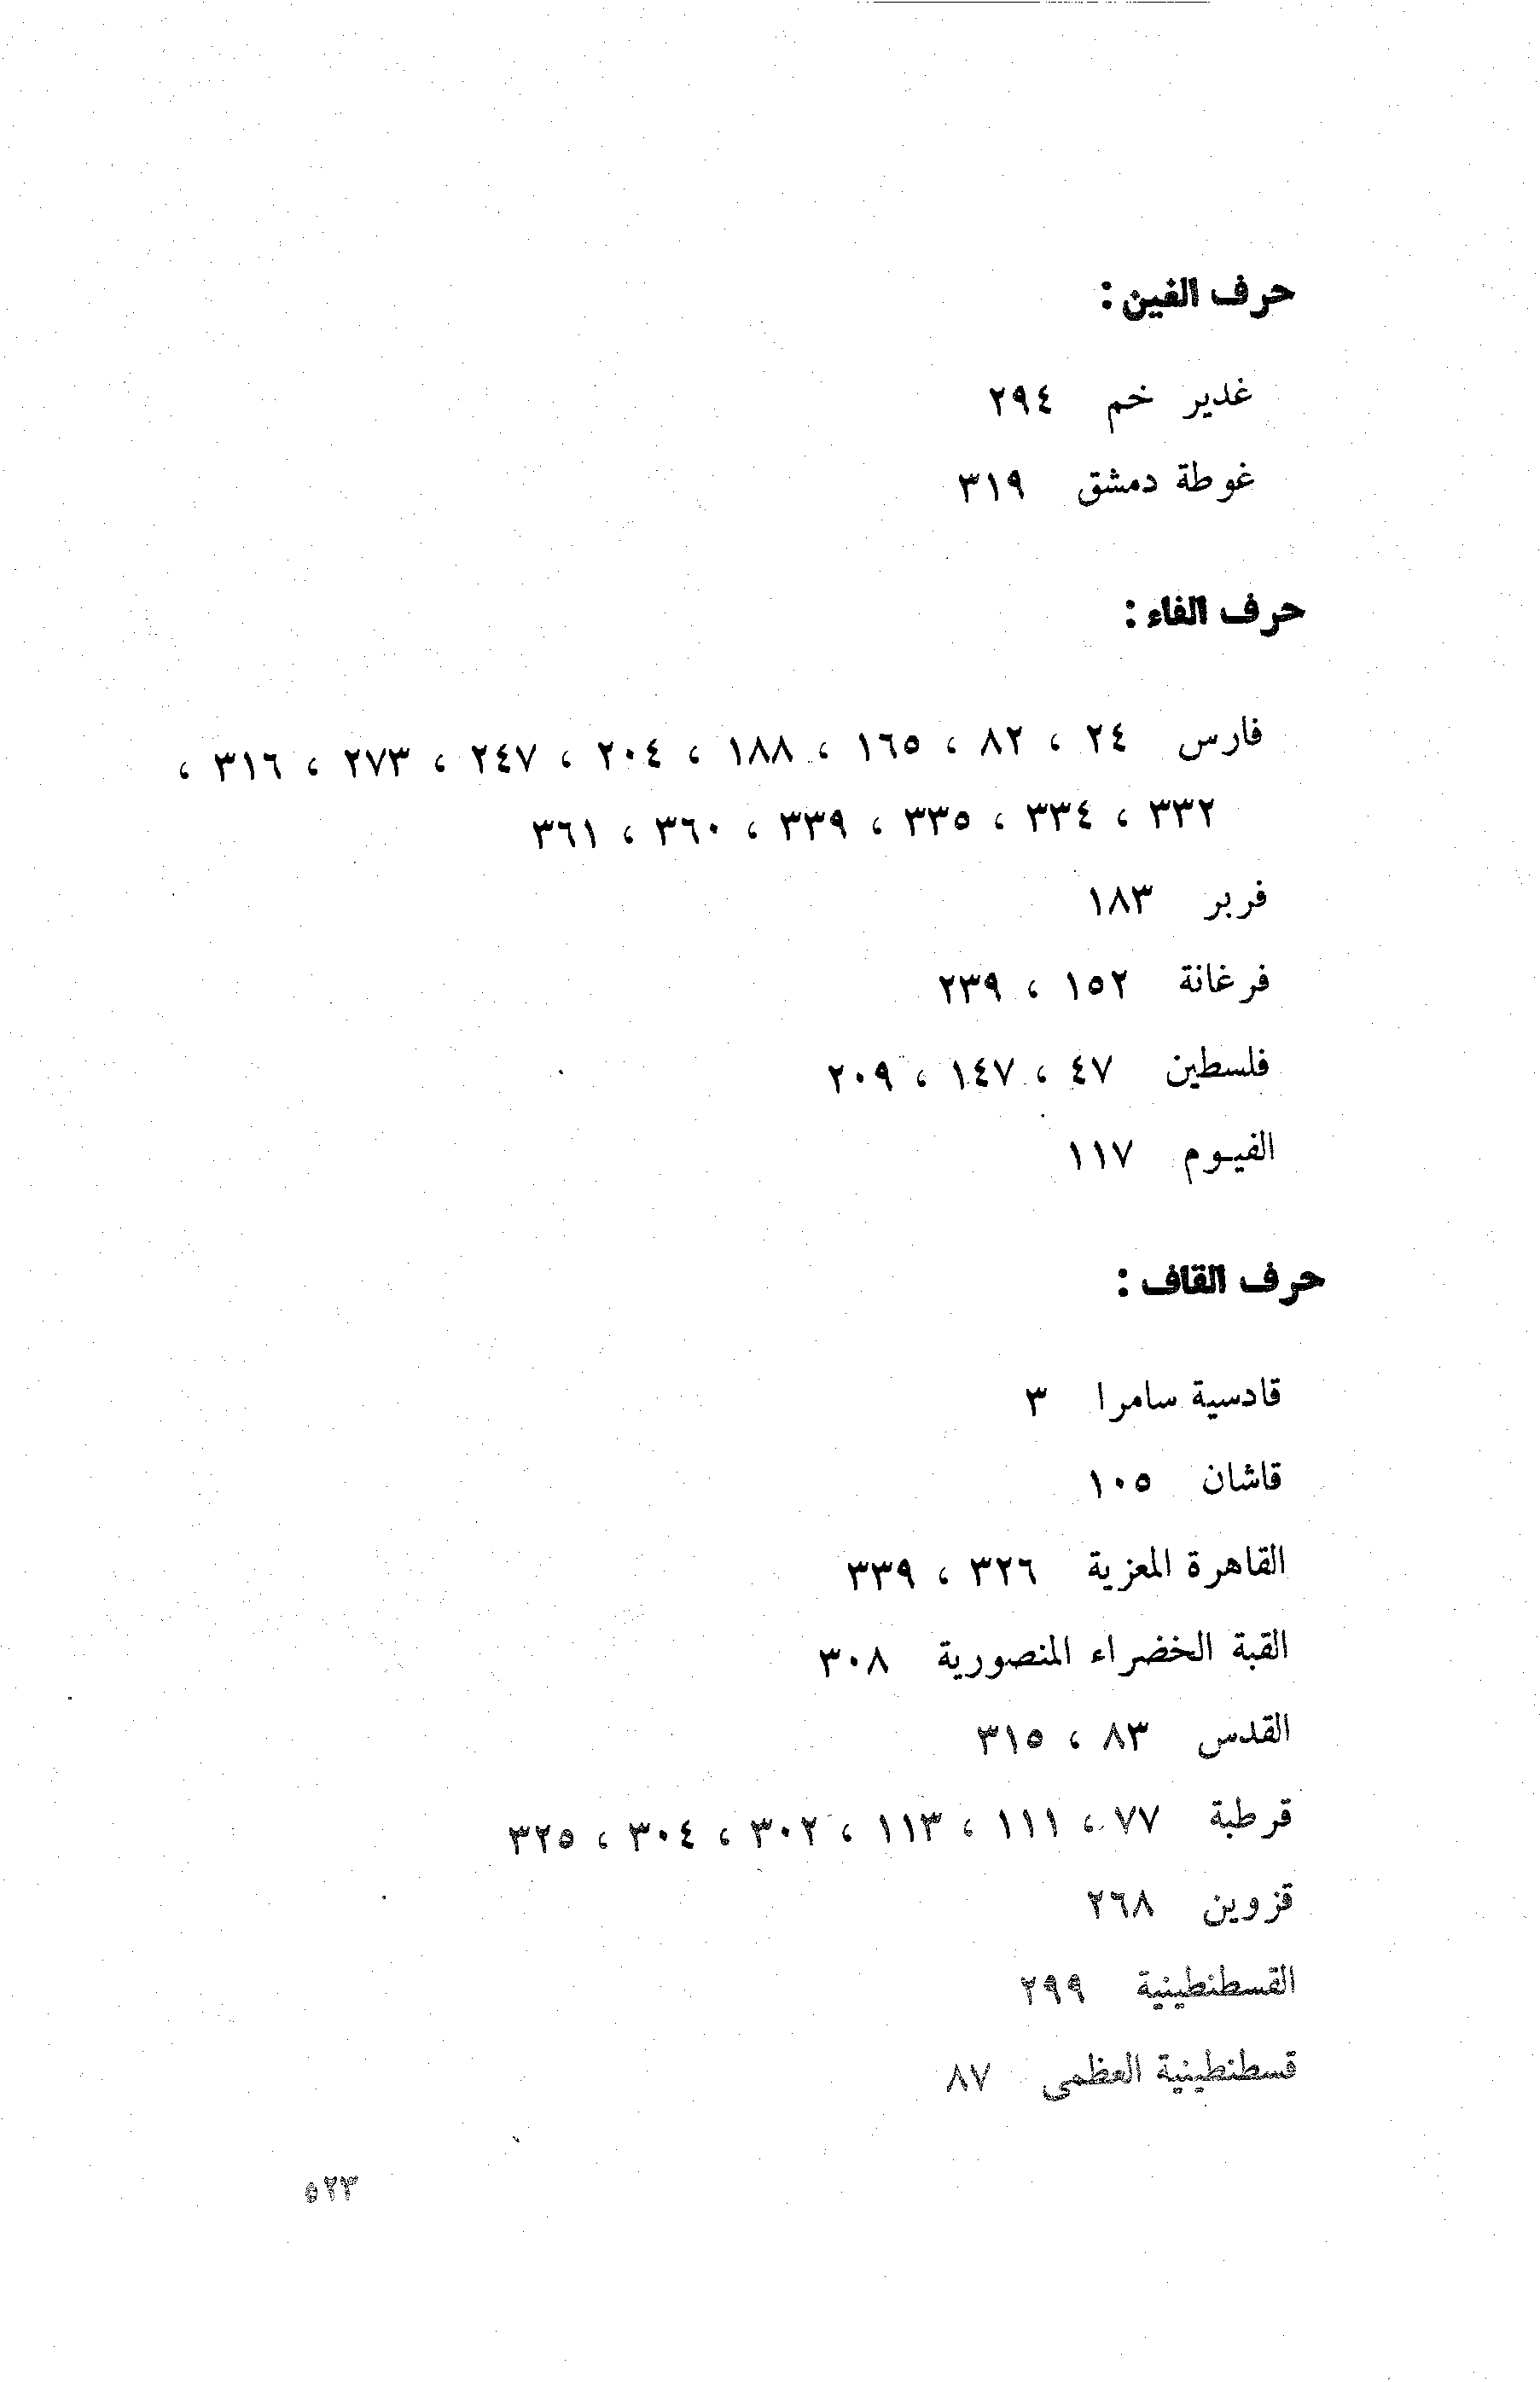 حرف الغين :
غدير خم ٢٩٤
غوطة دمشق ٣١٩
حرف الفاء :
فارس ٢٤ ، ٨٢ ، ١٦٥ ، ١٨٨ ، ٢٠٤ ، ٢٤٧ ، ٢٧٣ ، ٣١٦ ،
٣٣٢ ، ٣٣٤ ، ٣٣٥ ، ٣٣٩ ، ٣٦٠ ، ٣٦١
فربر ١٨٣
فرغانة ١٥٢ ، ٢٣٩
فلسطين ٤٧ ، ١٤٧ ، ٢٠٩
الفيوم ١١٧
حرف القاف :
قادسية سامرا ٣
قاشان ١٠٥
القاهرة المعزية ٣٢٦ ، ٣٣٩
القبة الخضراء المنصورية ٣٠٨
القدس ٨٣ ، ٣١٥
قرطبة ٧٧ ، ١١١ ، ١١٣ ، ٣٠٢ ، ٣٠٤ ، ٣٢٥
قزوين ٢٦٨
القسطنطينية ٢٩٩
قسطنطينية العظمى ٨٧
٥٢٣